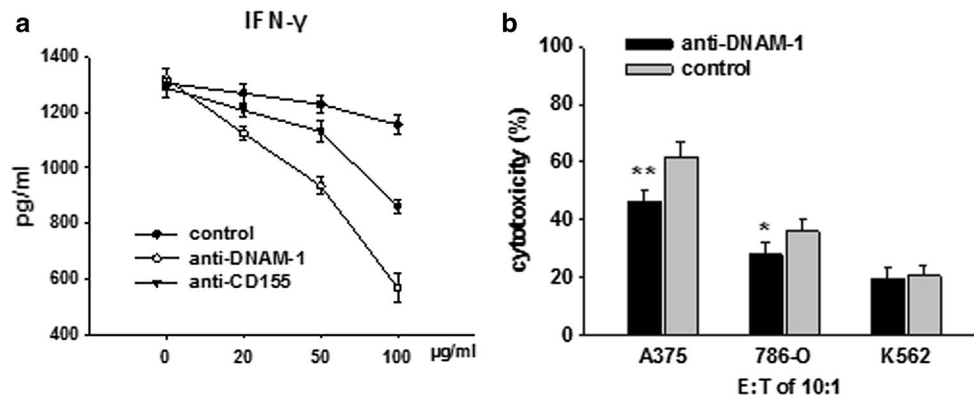 a
IFN-γ
pg/ml
1400
1200
1000
800
600
400
control
anti-DNAM-1
anti-CD155
0 20 50 100 μg/ml
b
cytotoxicity (%)
100
80
60
40
20
0
anti-DNAM-1
control
**
*
A375 786-O K562
E:T of 10:1